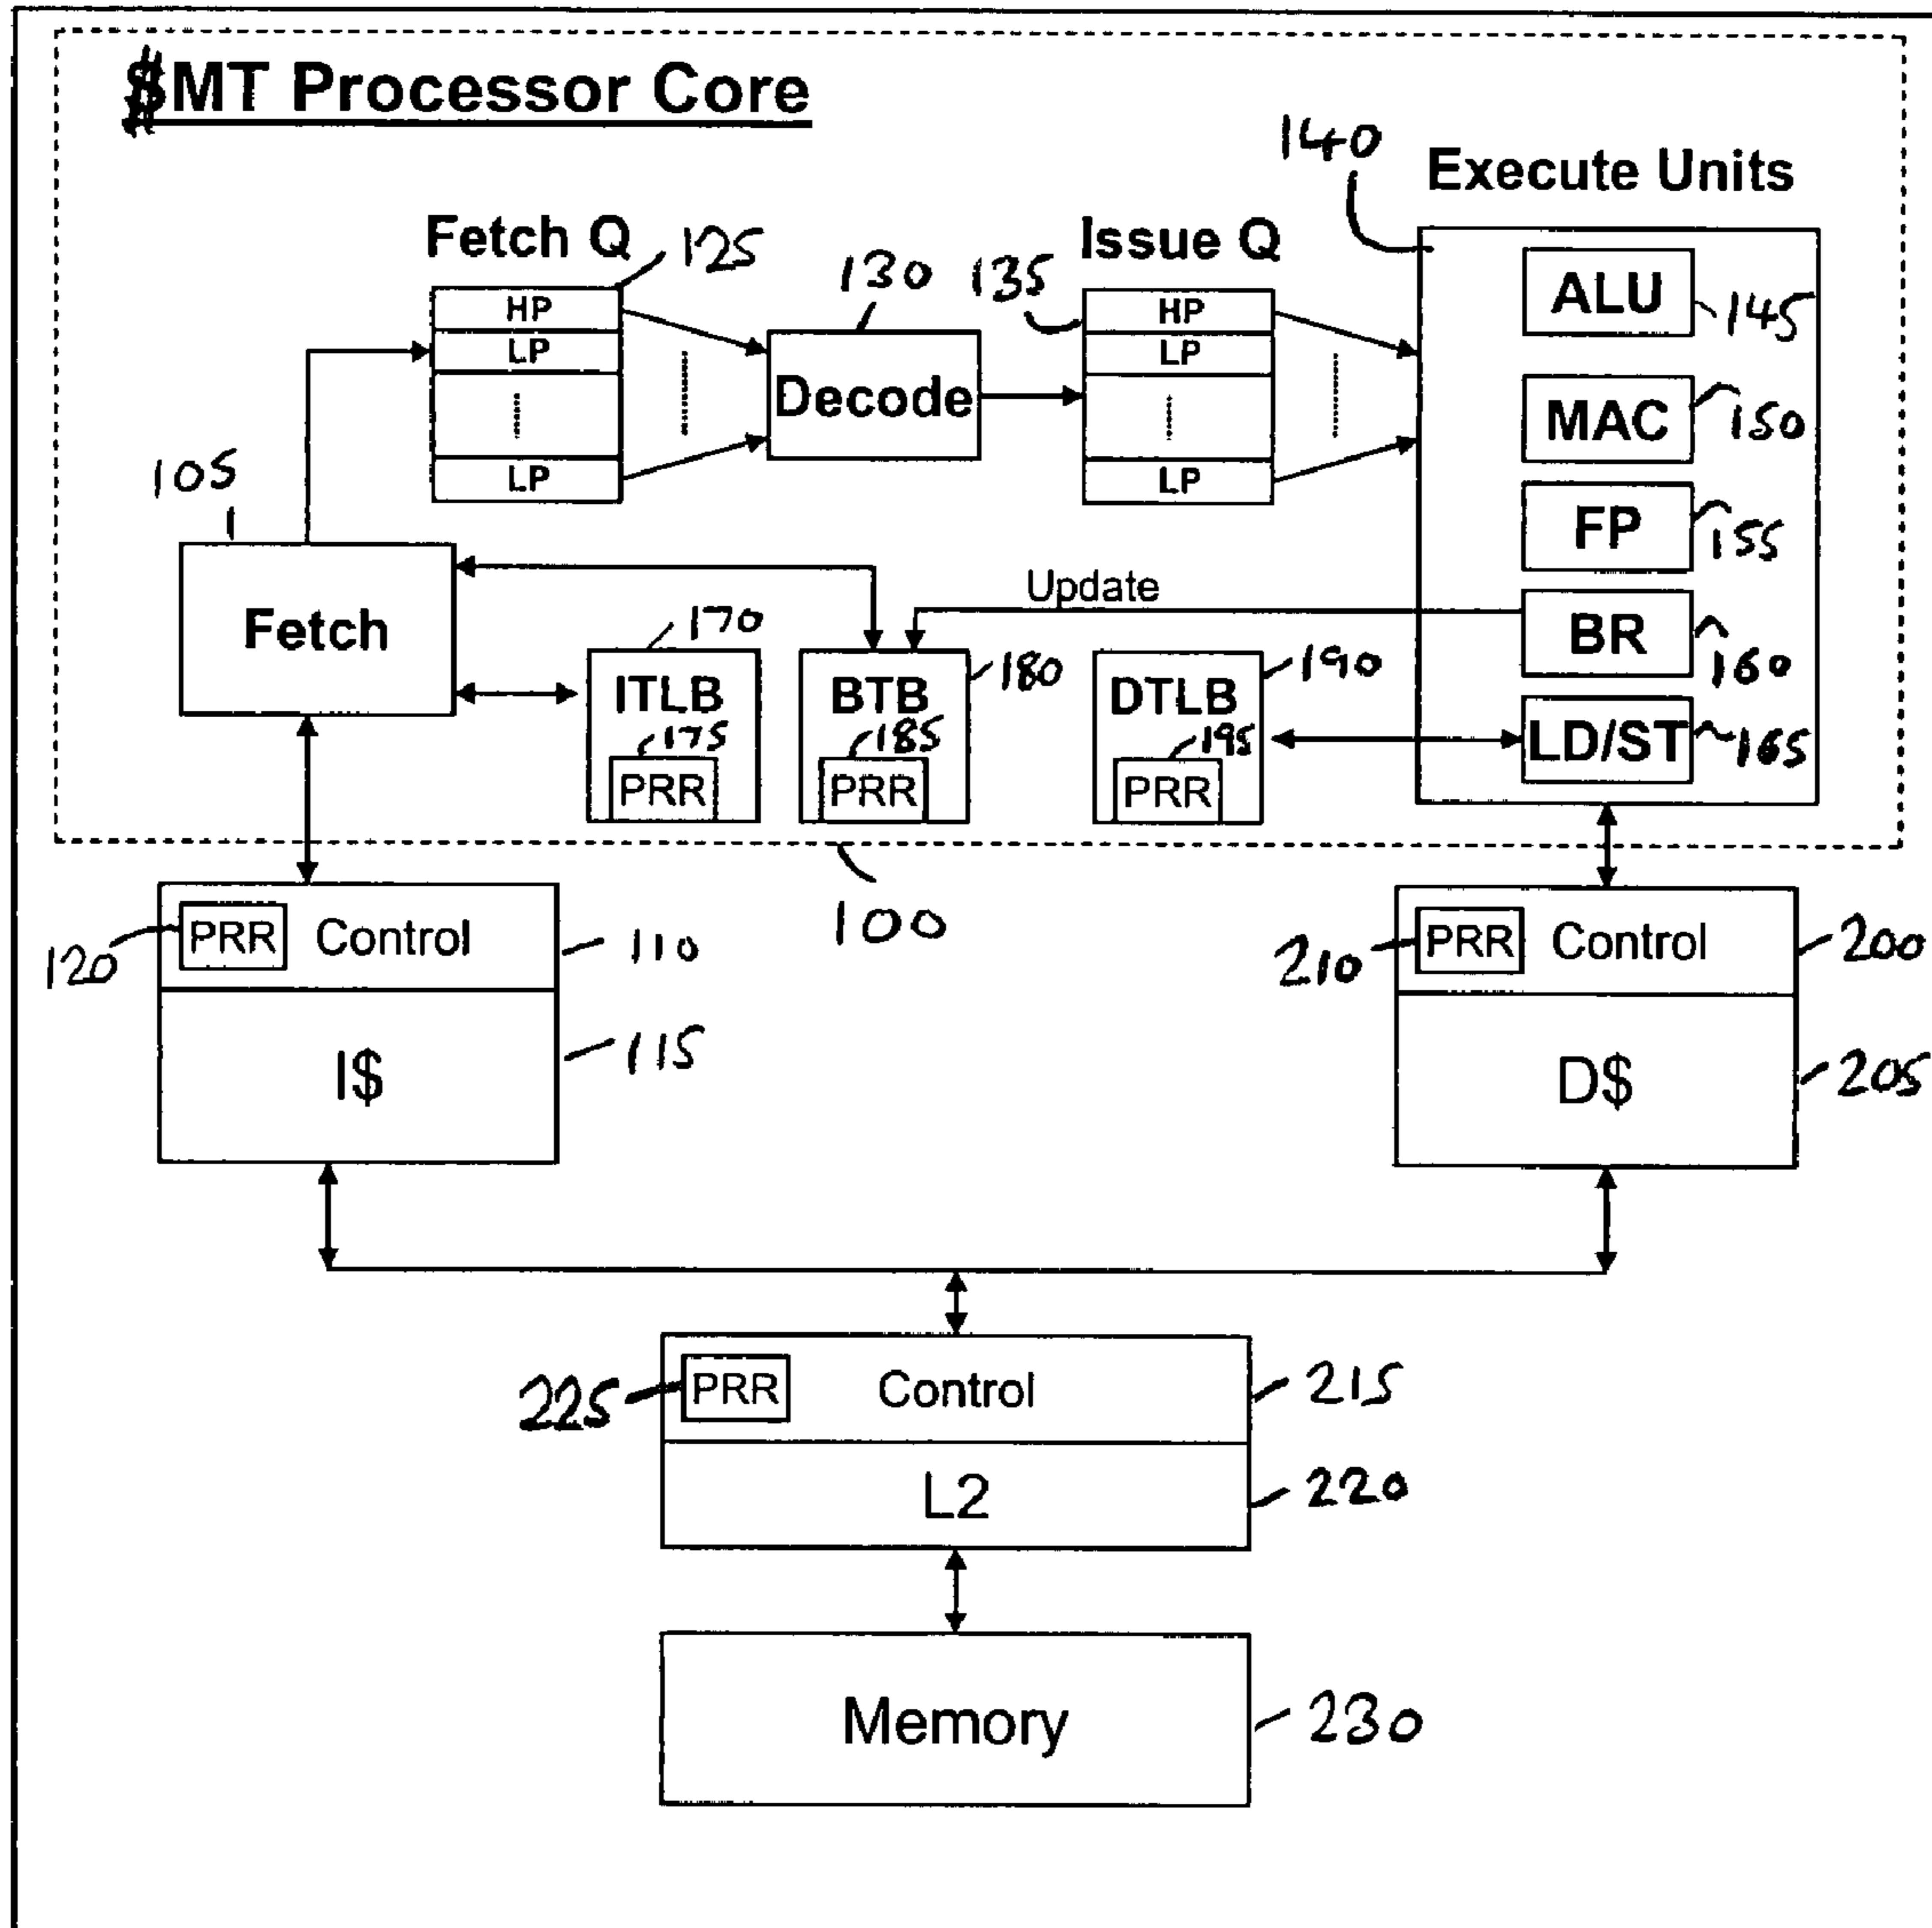 $MT Processor Core
140
Execute Units
Fetch Q
125
130
135
Issue Q
HP
LP
LP
Decode
HP
LP
LP
ALU
145
MAC
150
FP
155
BR
160
LD/ST
165
105
Fetch
Update
ITLB
170
175
PRR
BTB
180
185
PRR
DTLB
190
195
PRR
100
120
PRR
Control
110
I$
115
210
PRR
Control
200
D$
205
225
PRR
Control
215
L2
220
Memory
230